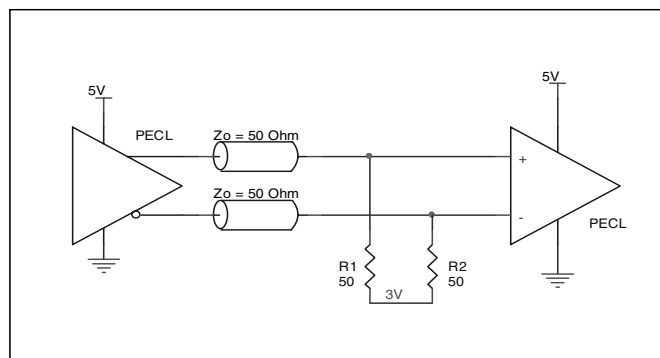 5V
5V
PECL
Zo = 50 Ohm
+
Zo = 50 Ohm
-
PECL
R1
50
R2
50
3V